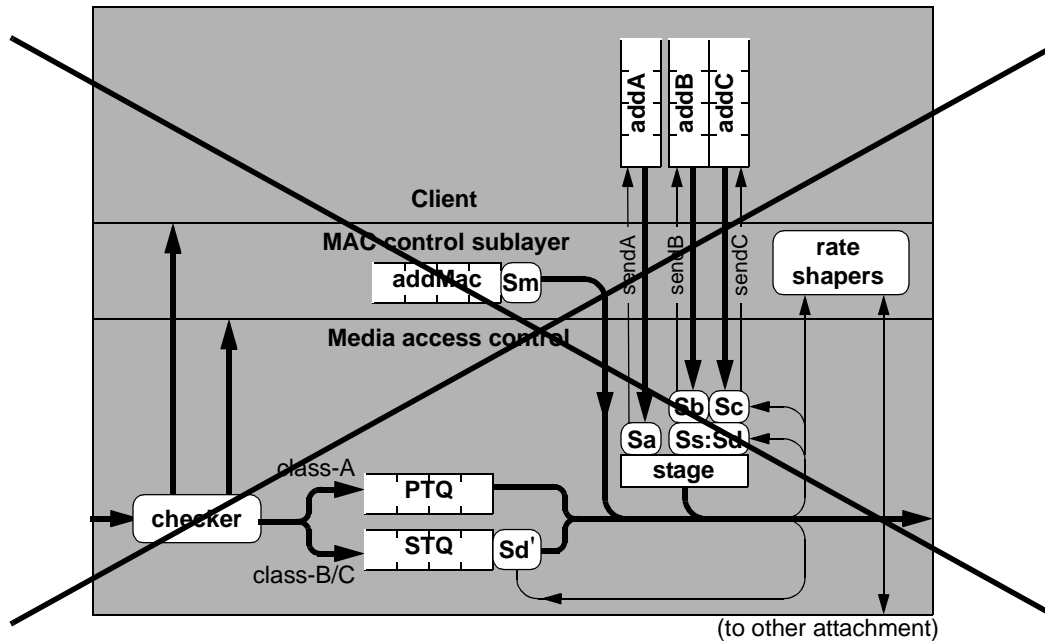 addA
addB
addC
Client
MAC control sublayer
sendA
sendB
sendC
rate
shapers
addMac
Sm
Media access control
Sb
Sc
Sa
Ss:Sd
stage
class-A
PTQ
checker
STQ
Sd'
class-B/C
(to other attachment)